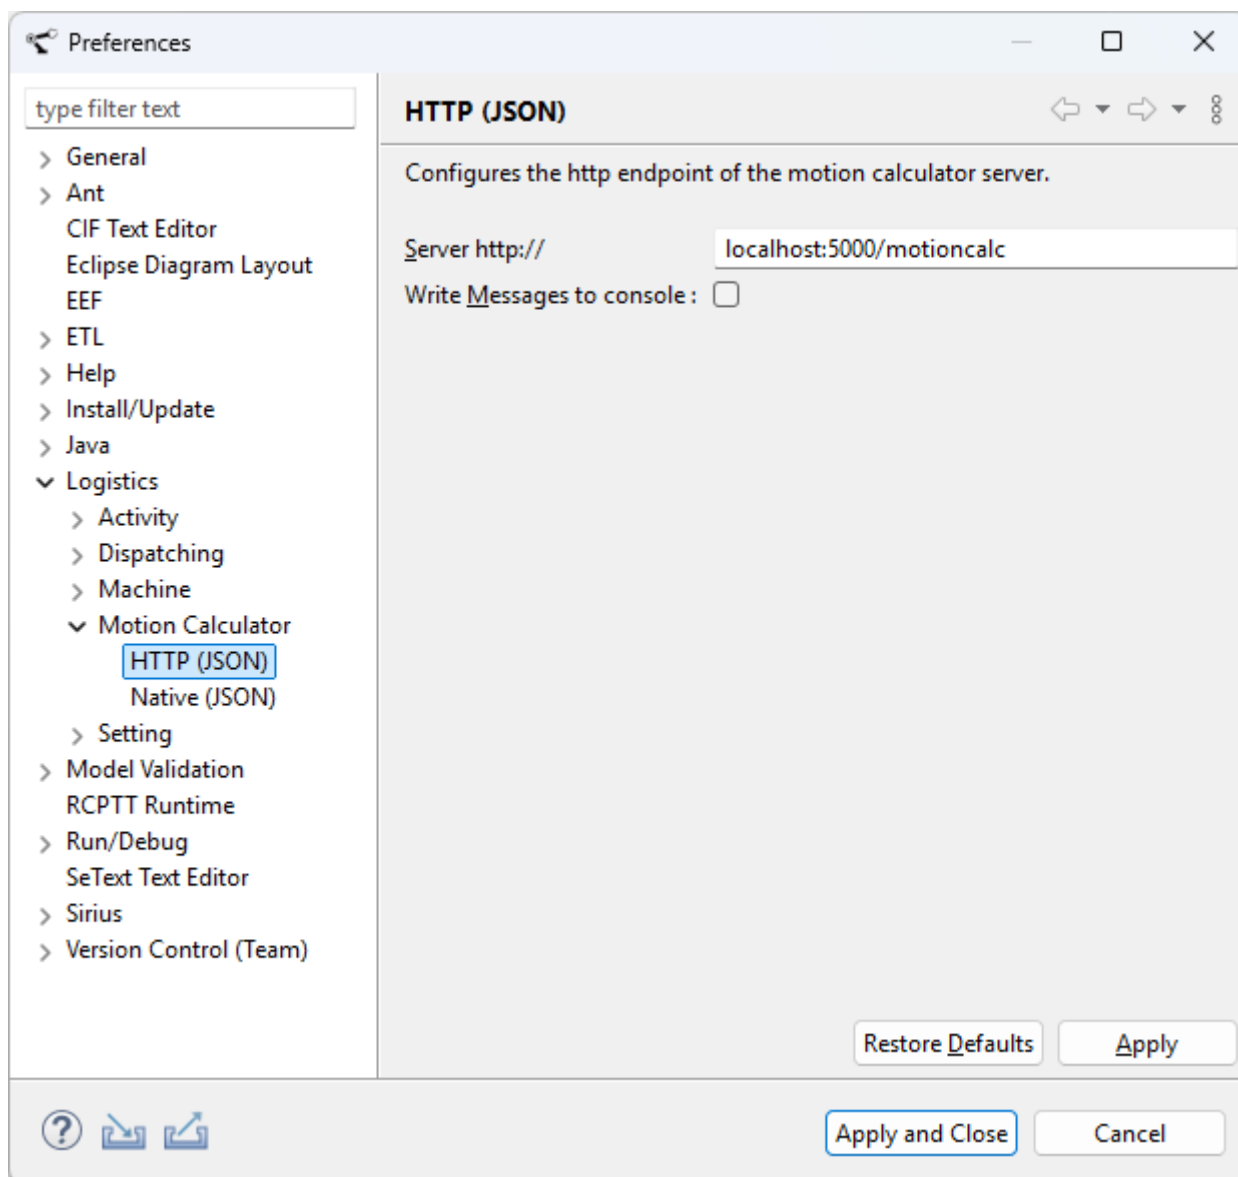 Preferences
type filter text
General
Ant
CIF Text Editor
Eclipse Diagram Layout
EEF
ETL
Help
Install/Update
Java
Logistics
Activity
Dispatching
Machine
Motion Calculator
HTTP (JSON)
Native (JSON)
Setting
Model Validation
RCPTT Runtime
Run/Debug
SeText Text Editor
Sirius
Version Control (Team)
HTTP (JSON)
Configures the http endpoint of the motion calculator server.
Server http:// localhost:5000/motioncalc
Write Messages to console :
Restore Defaults Apply
? Apply and Close Cancel